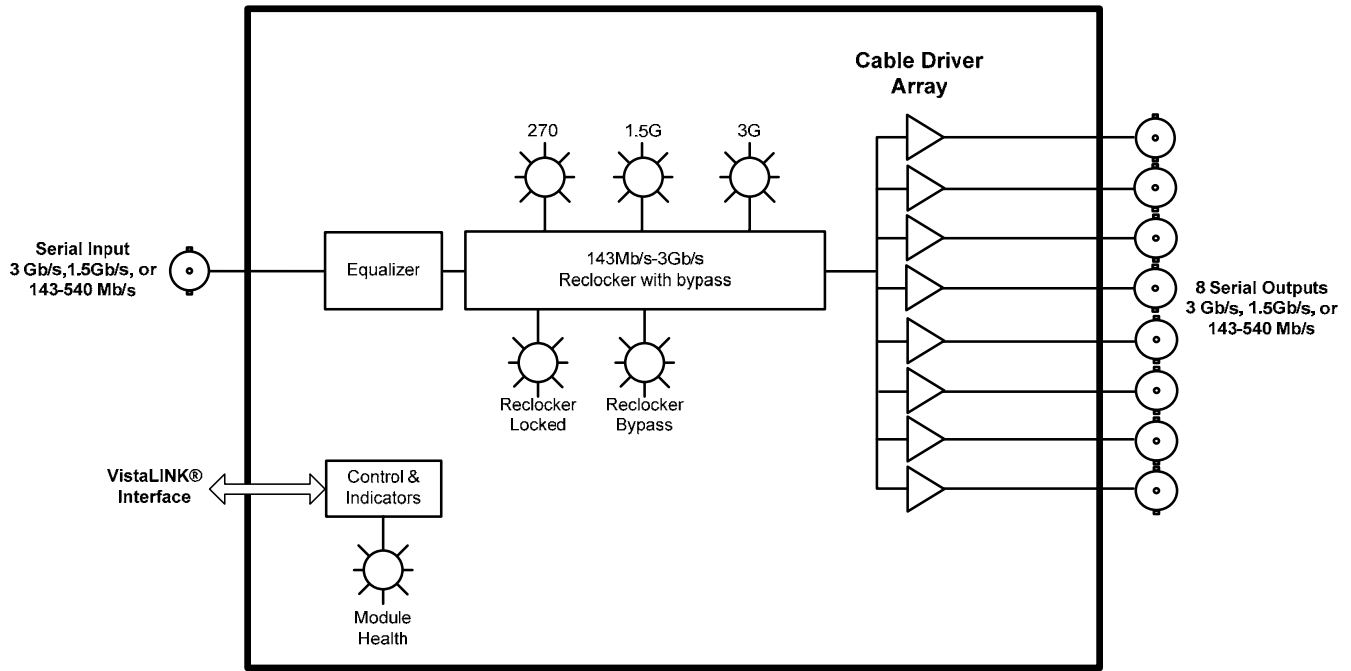 Cable Driver
Array
270
1.5G
3G
Serial Input
3 Gb/s,1.5Gb/s, or
143-540 Mb/s
Equalizer
143Mb/s-3Gb/s
Reclocker with bypass
8 Serial Outputs
3 Gb/s, 1.5Gb/s, or
143-540 Mb/s
Reclocker
Locked
Reclocker
Bypass
VistaLINK®
Interface
Control &
Indicators
Module
Health